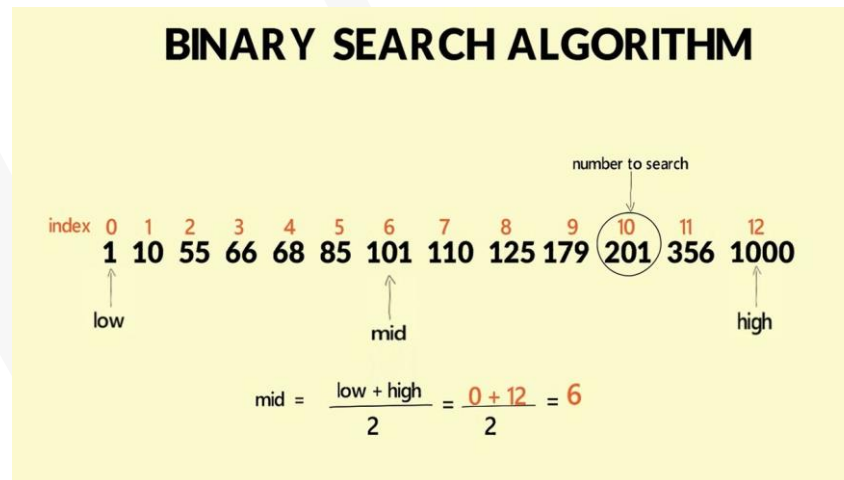 BINARY SEARCH ALGORITHM
number to search
index 0 1 2 3 4 5 6 7 8 9 10 11 12
1 10 55 66 68 85 101 110 125 179 201 356 1000
low
mid
high
mid = low + high / 2 = 0 + 12 / 2 = 6